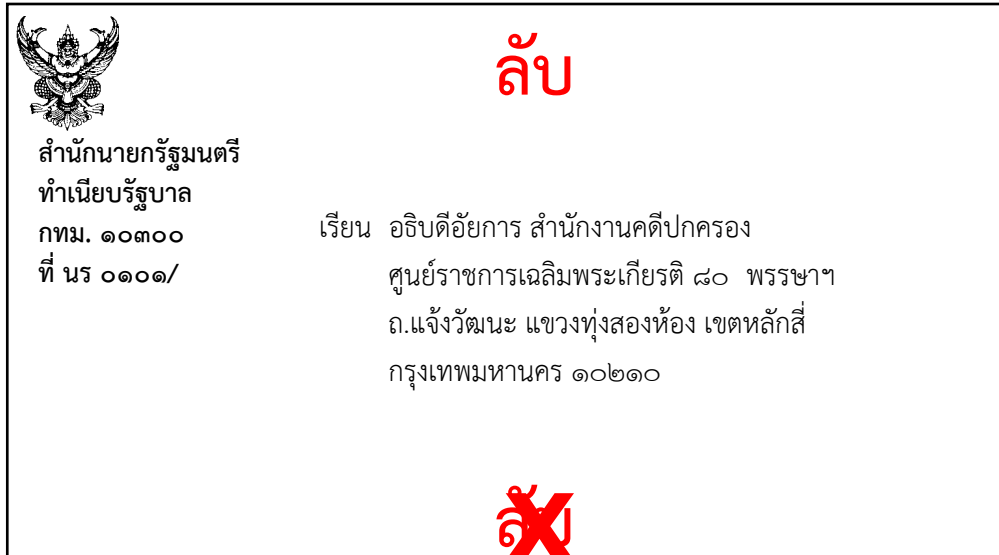 ลับ
สำนักนายกรัฐมนตรี
ทำเนียบรัฐบาล
กทม. ๑๐๓๐๐
ที่ นร ๐๑๐๑/
เรียน อธิบดีอัยการ สำนักงานคดีปกครอง
ศูนย์ราชการเฉลิมพระเกียรติ ๘๐ พรรษาฯ
ถ.แจ้งวัฒนะ แขวงทุ่งสองห้อง เขตหลักสี่
กรุงเทพมหานคร ๑๐๒๑๐
ลับ
X